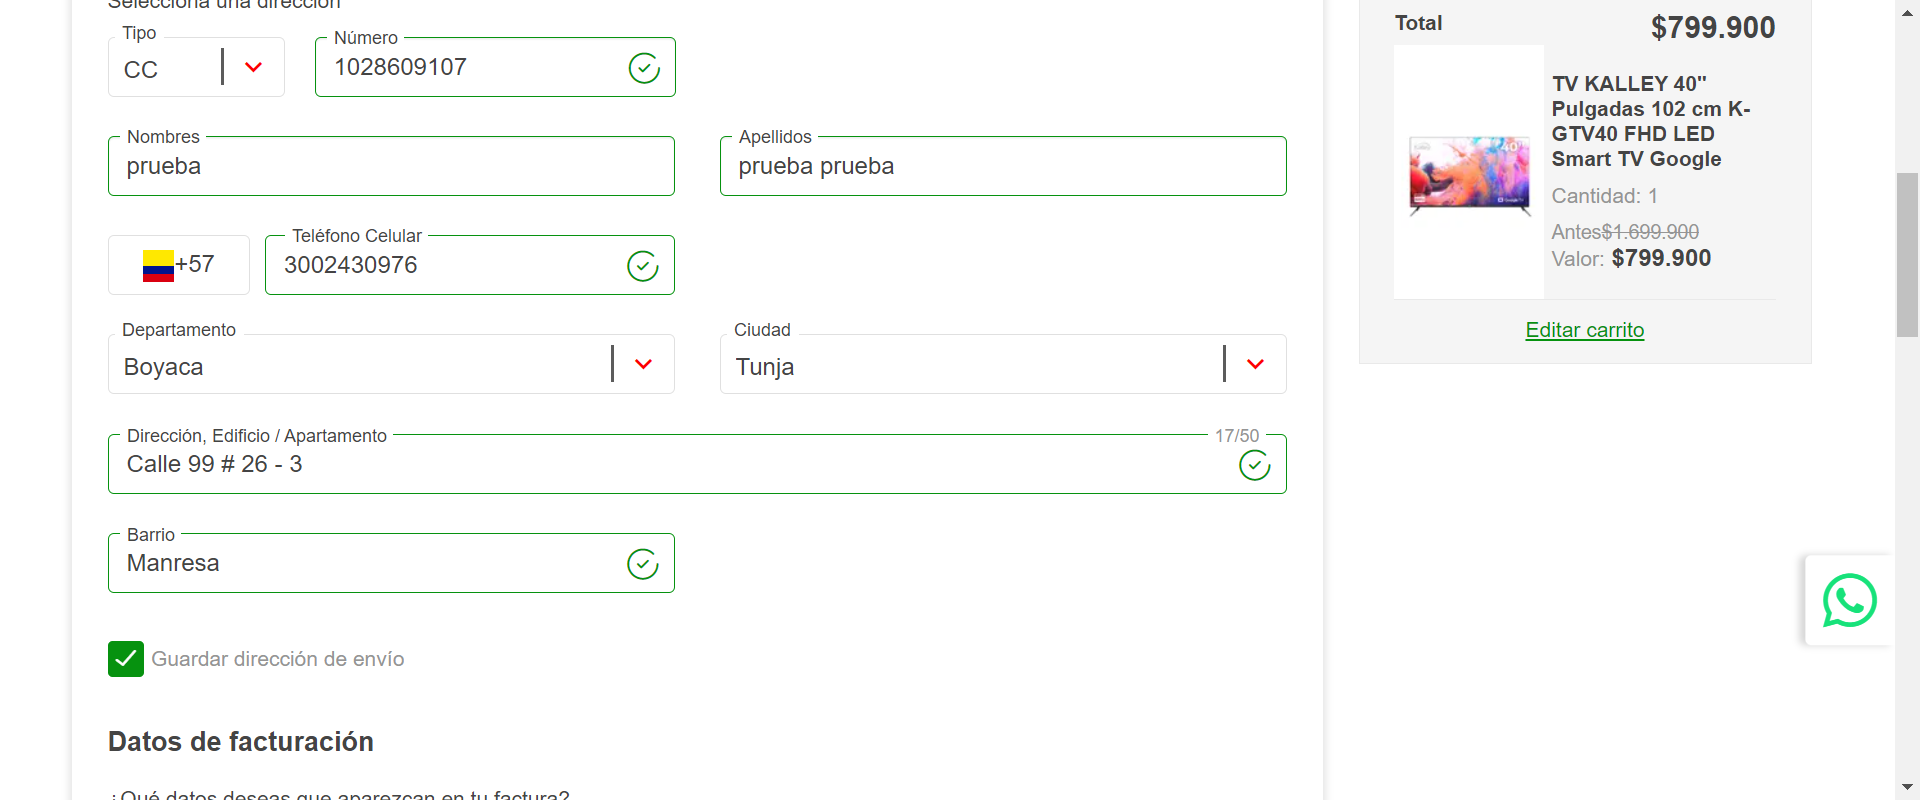 Selecciona una dirección
Tipo
CC
Número
1028609107
Nombres
prueba
Apellidos
prueba prueba
+57
Teléfono Celular
3002430976
Departamento
Boyaca
Ciudad
Tunja
Dirección, Edificio / Apartamento
17/50
Calle 99 # 26 - 3
Barrio
Manresa
Guardar dirección de envío
Datos de facturación
¿Qué datos deseas que aparezcan en tu factura?
Total
$799.900
TV KALLEY 40"
Pulgadas 102 cm K-
GTV40 FHD LED
Smart TV Google
Cantidad: 1
Antes$1.699.900
Valor: $799.900
Editar carrito